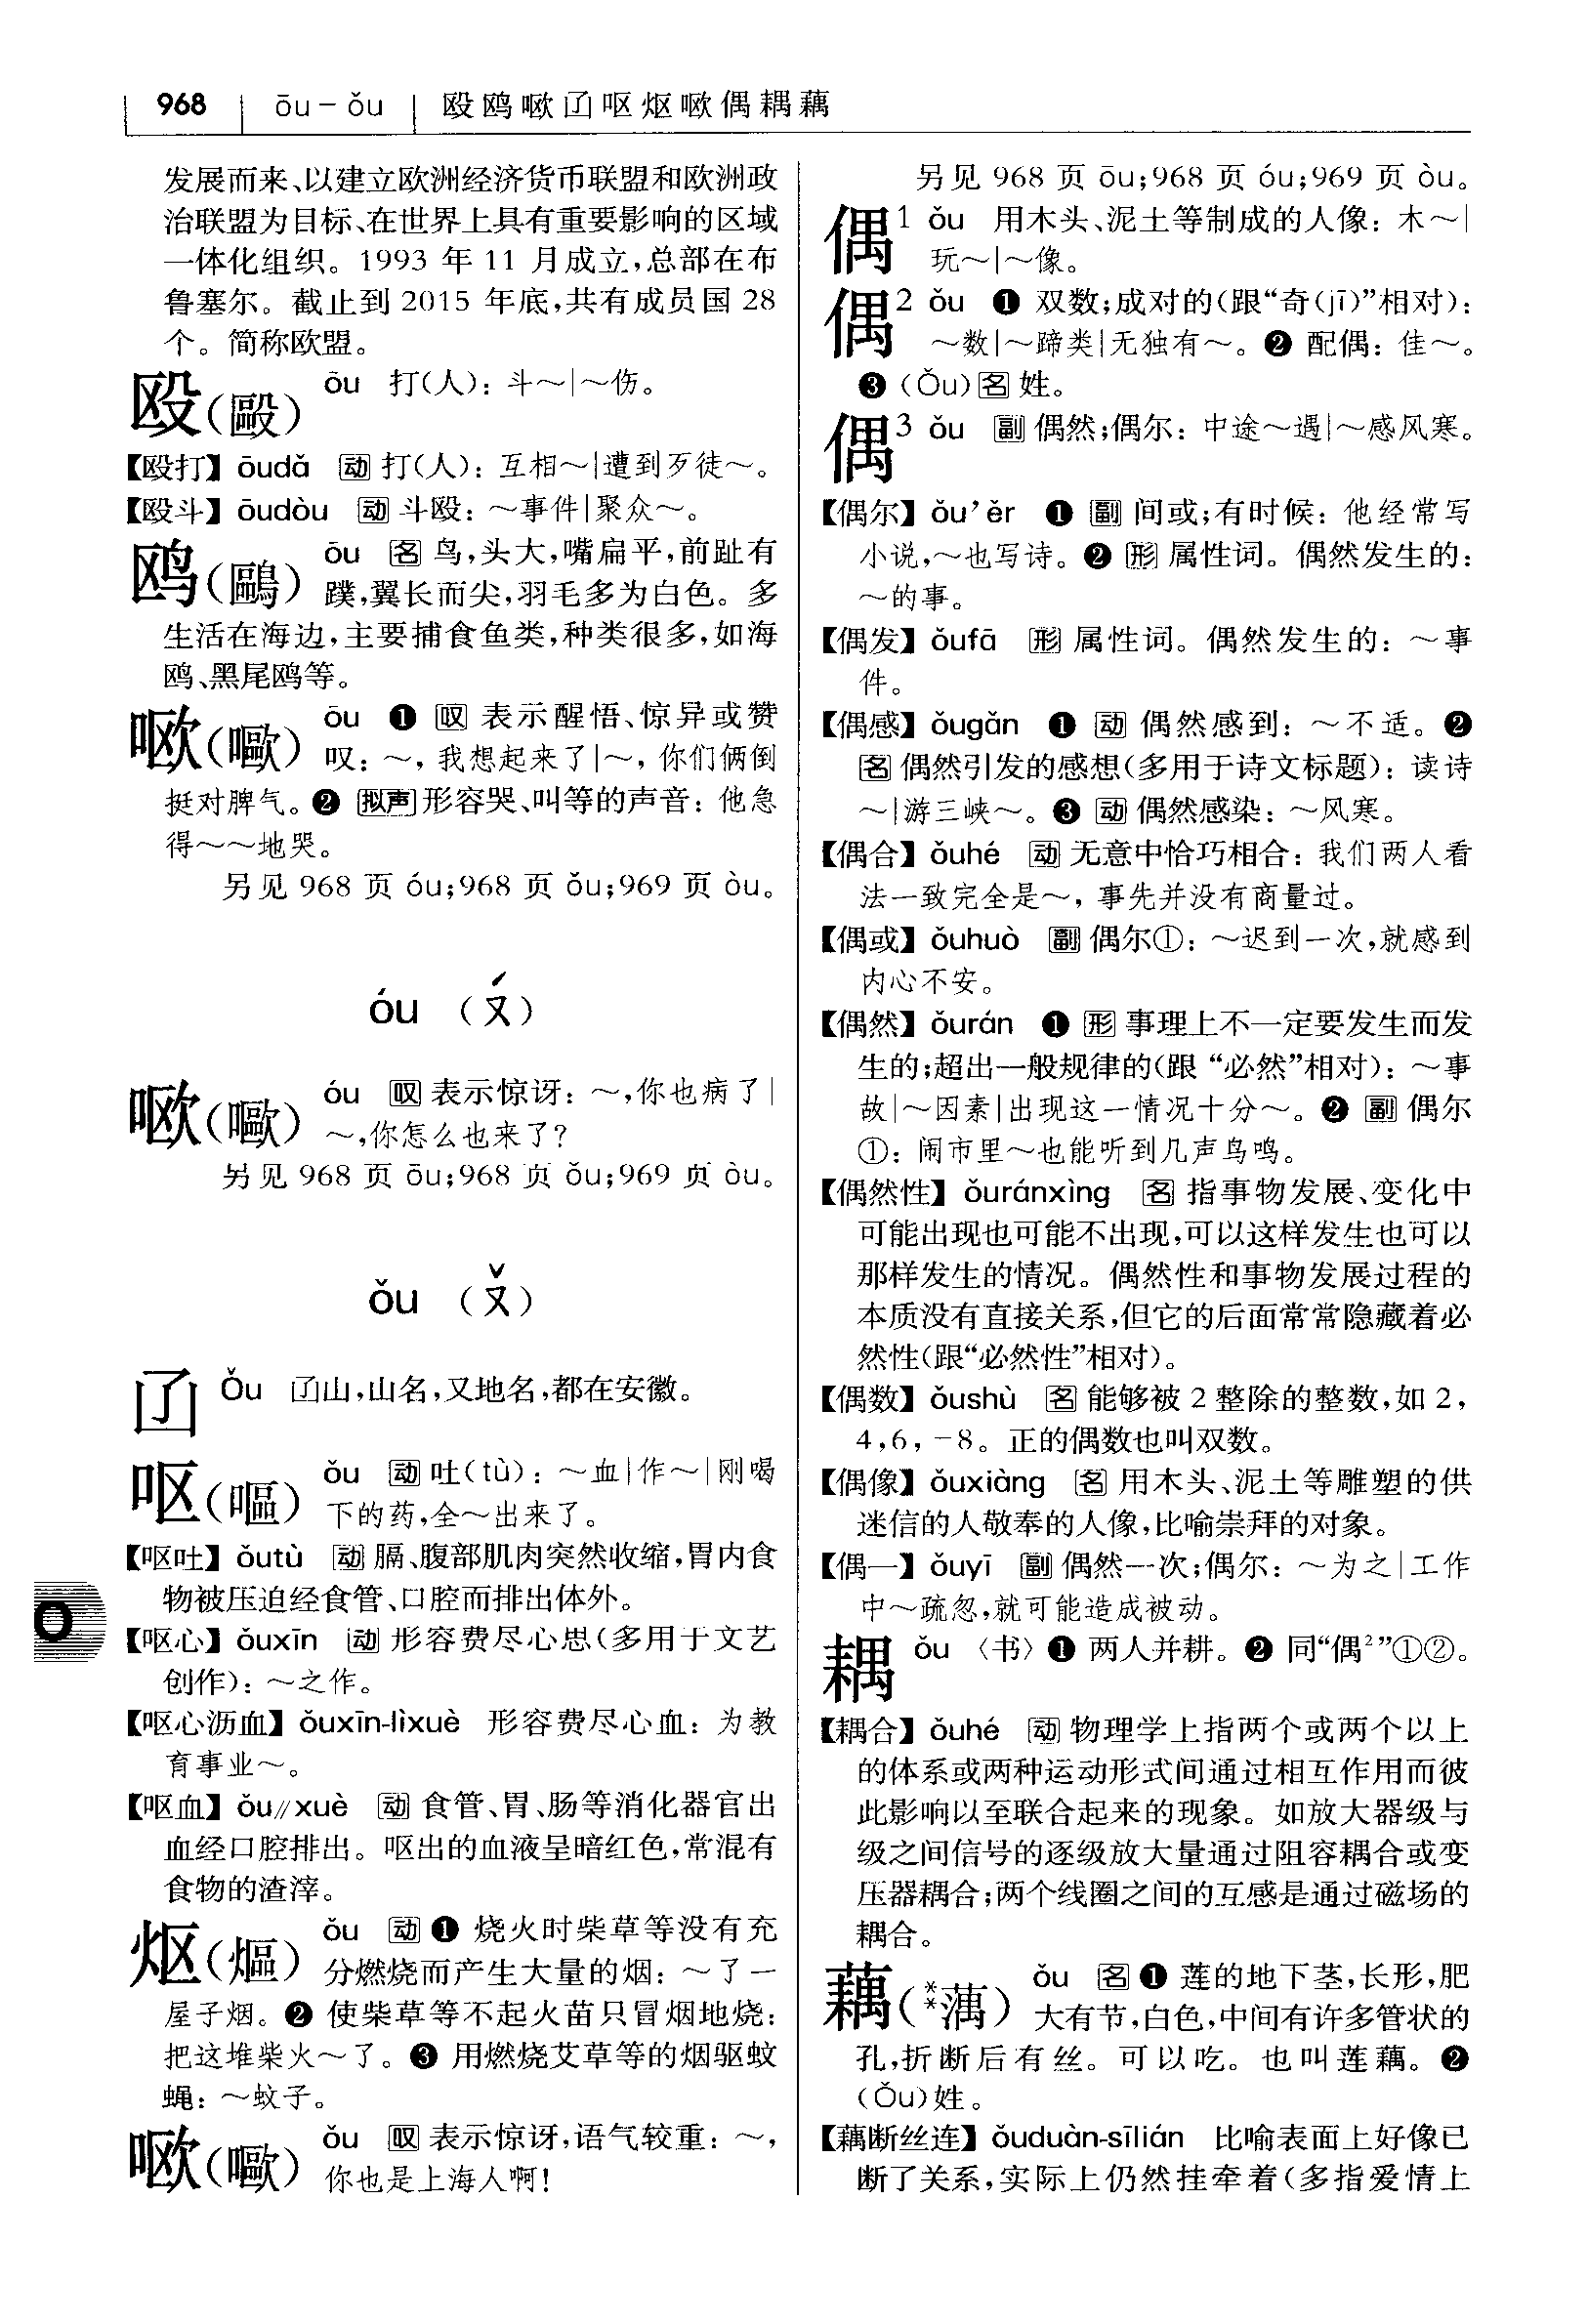 968 ōu－ǒu 殴鸥𬉼𠙶呕怄𬉼偶耦藕
发展而来、以建立欧洲经济货币联盟和欧洲政
治联盟为目标、在世界上具有重要影响的区域
一体化组织。1993 年 11 月成立，总部在布
鲁塞尔。截止到 2015 年底，共有成员国 28
个。简称欧盟。
殴(毆) ōu 打(人)：斗～|～伤。
【殴打】ōudǎ 动 打(人)：互相～|遭到歹徒～。
【殴斗】ōudòu 动 斗殴：～事件|聚众～。
鸥(鷗) ōu 名 鸟，头大，嘴扁平，前趾有
蹼，翼长而尖，羽毛多为白色。多
生活在海边，主要捕食鱼类，种类很多，如海
鸥、黑尾鸥等。
𬉼(嘔) ōu ❶ 叹 表示醒悟、惊异或赞
叹：～，我想起来了|～，你们俩倒
挺对脾气。❷ 拟声 形容哭、叫等的声音：他急
得～～地哭。
另见 968 页 óu；968 页 ǒu；969 页 òu。
óu （ㄡˊ）
óu 叹 表示惊讶：～，你也病了|
～，你怎么也来了？
另见 968 页 ōu；968 页 ǒu；969 页 òu。
ǒu （ㄡˇ）
Ǒu 山，山名，又地名，都在安徽。
呕(嘔) ǒu 动 吐(tù)：～血|作～|刚喝
下的药，全～出来了。
【呕吐】ǒutù 动 膈、腹部肌肉突然收缩，胃内食
物被压迫经食管、口腔而排出体外。
【呕心】ǒuxīn 动 形容费尽心思(多用于文艺
创作)：～之作。
【呕心沥血】ǒuxīn-lìxuè 形容费尽心血：为教
育事业～。
【呕血】ǒu//xuè 动 食管、胃、肠等消化器官出
血经口腔排出。呕出的血液呈暗红色，常混有
食物的渣滓。
炉(熰) ǒu 动 ❶ 烧火时柴草等没有充
分燃烧而产生大量的烟：～了一
屋子烟。❷ 使柴草等不起火苗只冒烟地烧：
把这堆柴火～了。❸ 用燃烧艾草等的烟驱蚊
蝇：～蚊子。
ǒu 叹 表示惊讶，语气较重：～，
你也是上海人啊！
O
另见 968 页 ōu；968 页 óu；969 页 òu。
偶¹ ǒu 用木头、泥土等制成的人像：木～|
玩～|～像。
偶² ǒu ❶ 双数；成对的(跟“奇(jī)”相对)：
～数|～蹄类|无独有～。❷ 配偶：佳～。
❸ (Ǒu) 名 姓。
偶³ ǒu 副 偶然；偶尔：中途～遇|～感风寒。
【偶尔】ǒu’ěr ❶ 副 间或；有时候：他经常写
小说，～也写诗。❷ 形 属性词。偶然发生的：
～的事。
【偶发】ǒufā 形 属性词。偶然发生的：～事
件。
【偶感】ǒugǎn ❶ 动 偶然感到：～不适。❷
名 偶然引发的感想(多用于诗文标题)：读诗
～|游三峡～。❸ 动 偶然感染：～风寒。
【偶合】ǒuhé 动 无意中恰巧相合：我们两人看
法一致完全是～，事先并没有商量过。
【偶或】ǒuhuò 副 偶尔①：～迟到一次，就感到
内心不安。
【偶然】ǒurán ❶ 形 事理上不一定要发生而发
生的；超出一般规律的(跟“必然”相对)：～事
故|～因素|出现这一情况十分～。❷ 副 偶尔
①：闹市里～也能听到几声鸟鸣。
【偶然性】ǒuránxìng 名 指事物发展、变化中
可能出现也可能不出现，可以这样发生也可以
那样发生的情况。偶然性和事物发展过程的
本质没有直接关系，但它的后面常常隐藏着必
然性(跟“必然性”相对)。
【偶数】ǒushù 名 能够被 2 整除的整数，如 2，
4，6，－8。正的偶数也叫双数。
【偶像】ǒuxiàng 名 用木头、泥土等雕塑的供
迷信的人敬奉的人像，比喻崇拜的对象。
【偶一】ǒuyī 副 偶然一次；偶尔：～为之|工作
中～疏忽，就可能造成被动。
耦 ǒu 〈书〉❶ 两人并耕。❷ 同“偶²”①②。
【耦合】ǒuhé 动 物理学上指两个或两个以上
的体系或两种运动形式间通过相互作用而彼
此影响以至联合起来的现象。如放大器级与
级之间信号的逐级放大量通过阻容耦合或变
压器耦合；两个线圈之间的互感是通过磁场的
耦合。
藕(**蕅) ǒu 名 ❶ 莲的地下茎，长形，肥
大有节，白色，中间有许多管状的
孔，折断后有丝。可以吃。也叫莲藕。❷
(Ǒu)姓。
【藕断丝连】ǒuduàn-sīlián 比喻表面上好像已
断了关系，实际上仍然挂牵着(多指爱情上